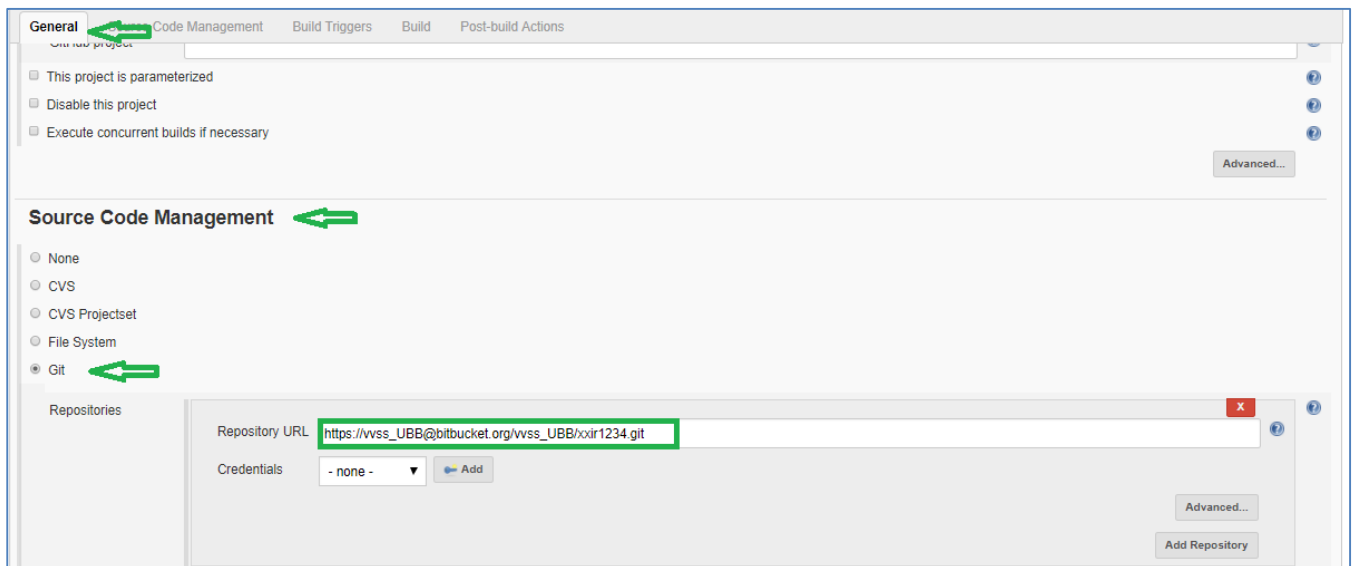 General Source Code Management Build Triggers Build Post-build Actions
GitHub project
This project is parameterized
Disable this project
Execute concurrent builds if necessary
Advanced...
Source Code Management
None
CVS
CVS Projectset
File System
Git
Repositories
X
Repository URL https://vvss_UBB@bitbucket.org/vvss_UBB/xxir1234.git
Credentials - none - Add
Advanced...
Add Repository